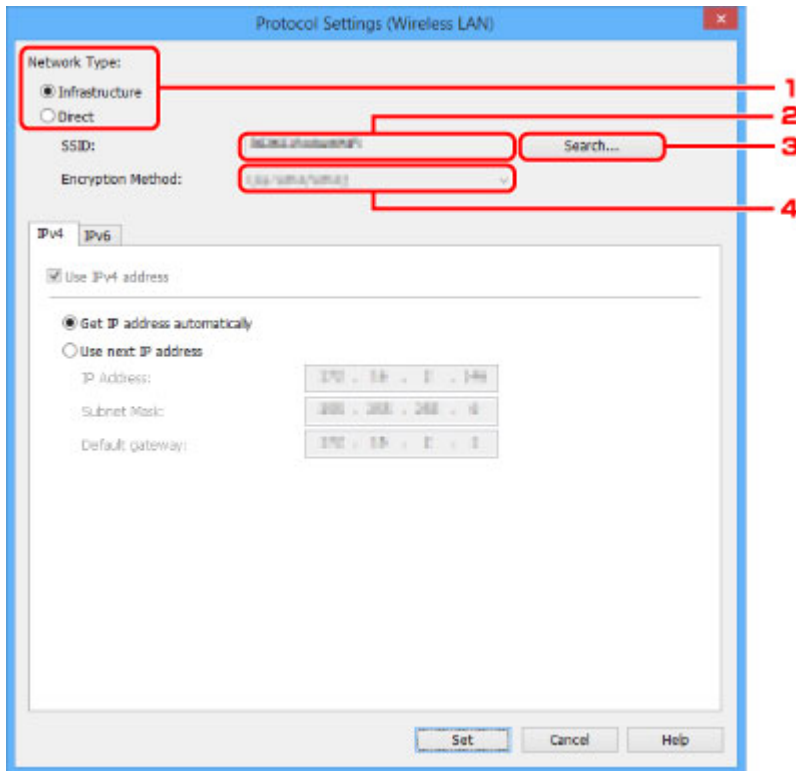 Protocol Settings (Wireless LAN)
Network Type:
Infrastructure
Direct
1
2
SSID:
Search...
3
Encryption Method:
4
IPv4
IPv6
Use IPv4 address
Get IP address automatically
Use next IP address
IP Address:
Subnet Mask:
Default gateway:
Set
Cancel
Help